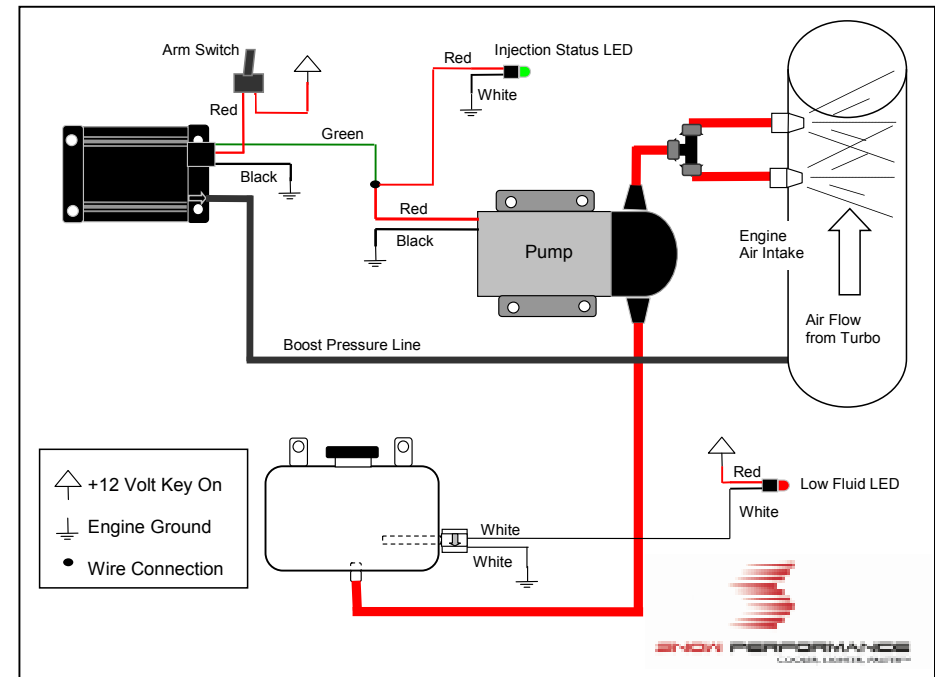 Arm Switch
Red
Injection Status LED
White
Red
Green
Black
Red
Black
Pump
Engine
Air Intake
Air Flow
from Turbo
Boost Pressure Line
+12 Volt Key On
Engine Ground
Wire Connection
Red
Low Fluid LED
White
White
White
SNOW PERFORMANCE